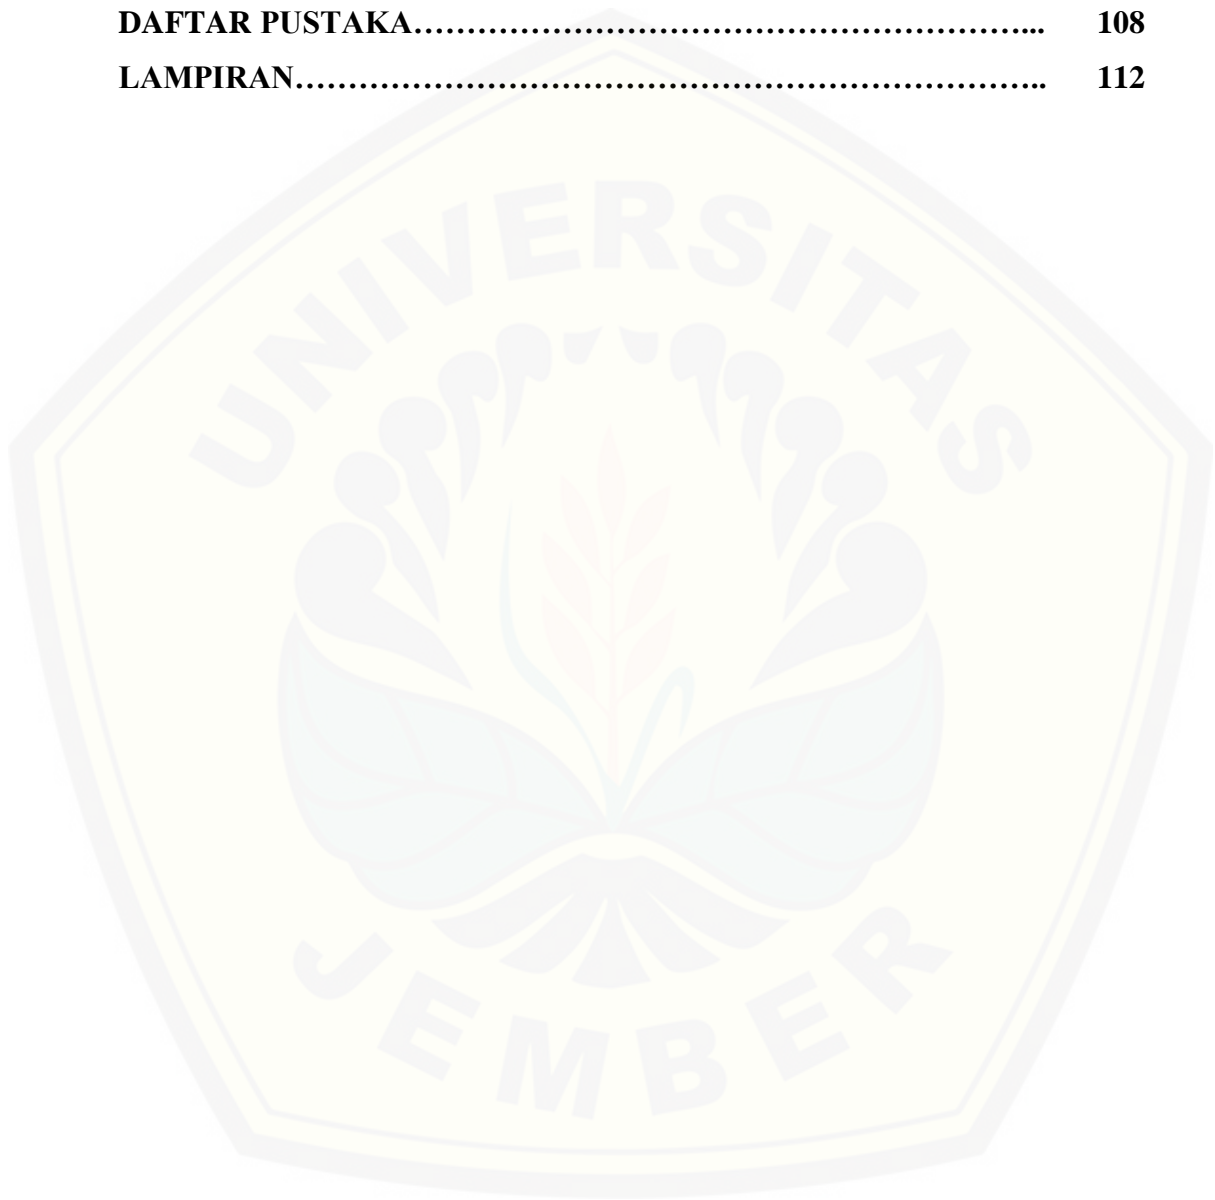 DAFTAR PUSTAKA………………………………………………………... 108
LAMPIRAN…………………………………………………………….. 112
UNIVERSITAS
JEMBER